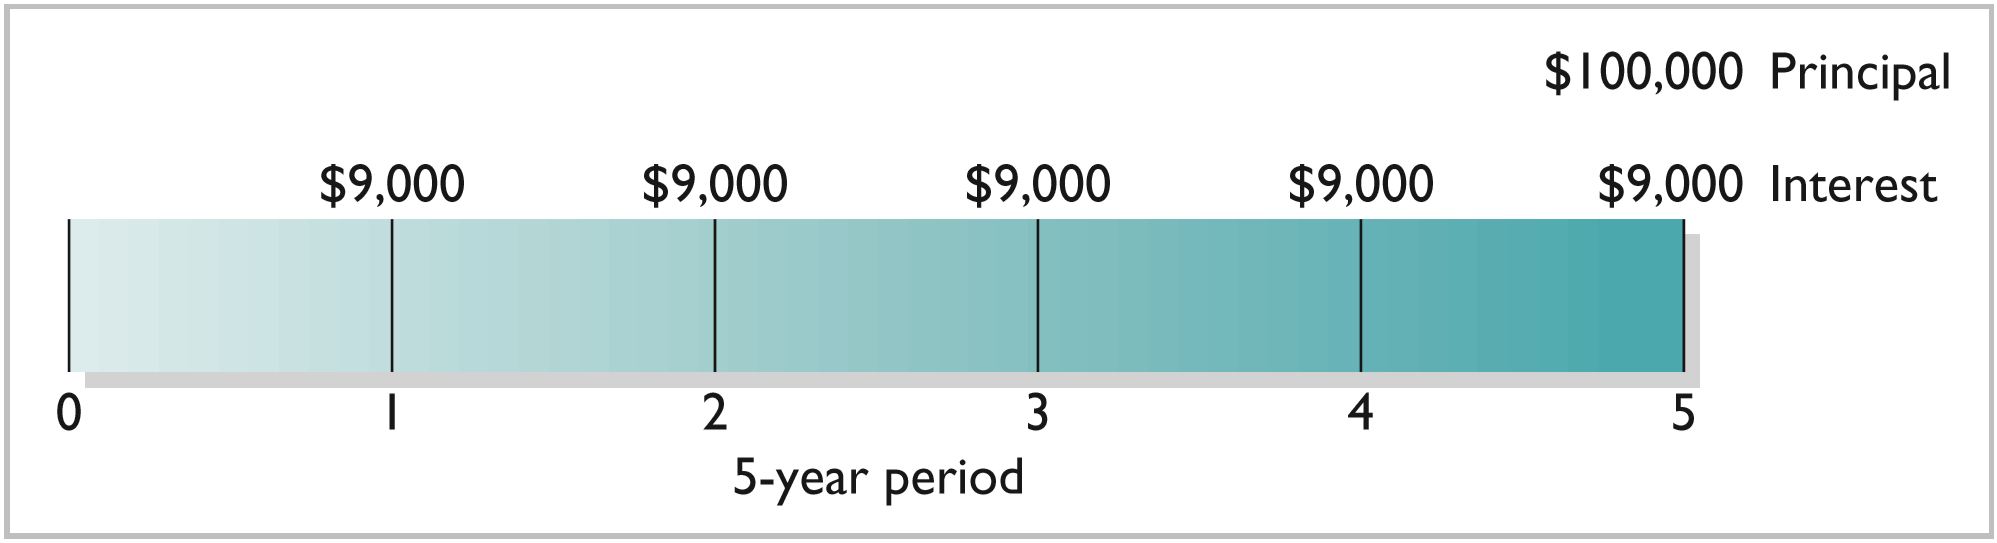 $100,000 Principal
$9,000 $9,000 $9,000 $9,000 $9,000 Interest
0 1 2 3 4 5
5-year period